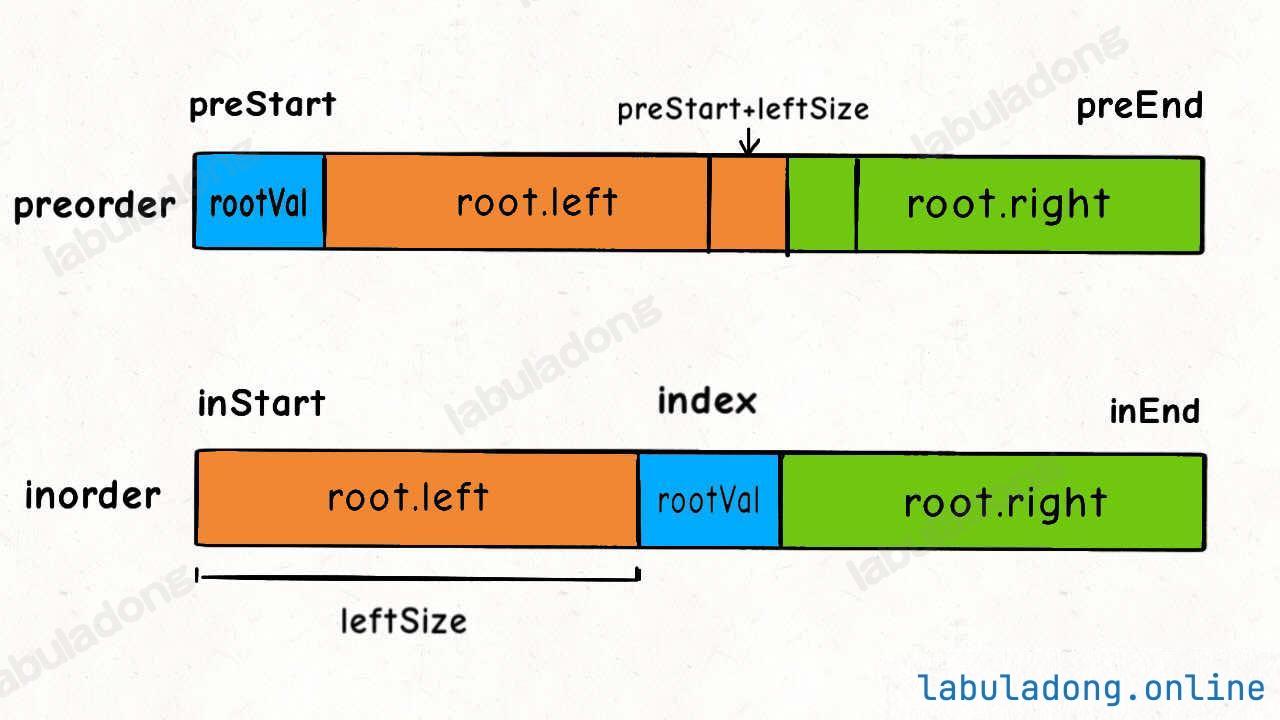 preStart
preStart+leftSize
preEnd
preorder
rootVal
root.left
root.right
inStart
index
inEnd
inorder
root.left
rootVal
root.right
leftSize
labuladong.online
labuladong
labuladong
labuladong
labuladong
labuladong